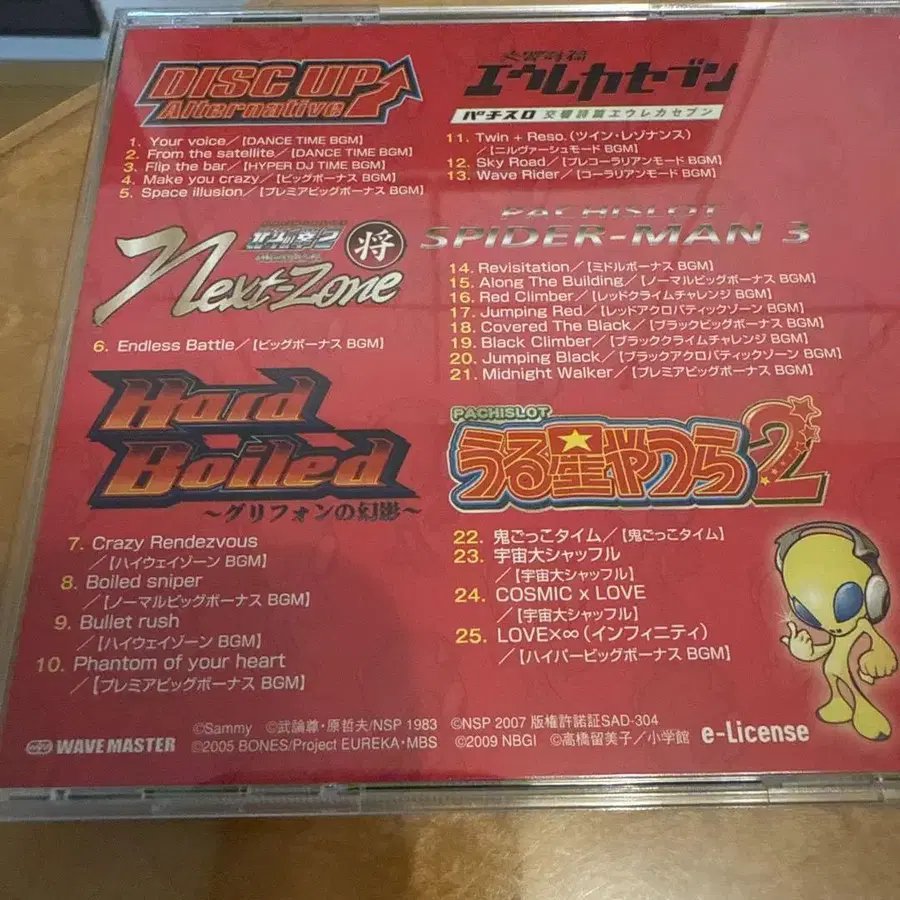 DISC UP
Alternative
1. Your voice/【DANCE TIME BGM】
2. From the satellite/【DANCE TIME BGM】
3. Flip the bar/【HYPER DJ TIME BGM】
4. Make you crazy/【ビッグボーナス BGM】
5. Space illusion/【プレミアビッグボーナス BGM】
北斗の拳2
Next-Zone
将
6. Endless Battle/【ビッグボーナス BGM】
Hard
Boiled
～グリフォンの幻影～
7. Crazy Rendezvous
/【ハイウェイゾーン BGM】
8. Boiled sniper
/【ノーマルビッグボーナス BGM】
9. Bullet rush
/【ハイウェイゾーン BGM】
10. Phantom of your heart
/【プレミアビッグボーナス BGM】
交響詩篇
エウレカセブン
パチスロ 交響詩篇エウレカセブン
11. Twin + Reso.(ツイン・レゾナンス)
/【ニルヴァーシュモード BGM】
12. Sky Road/【プレコーラリアンモード BGM】
13. Wave Rider/【コーラリアンモード BGM】
PACHISLOT
SPIDER-MAN 3
14. Revisitation/【ミドルボーナス BGM】
15. Along The Building/【ノーマルビッグボーナス BGM】
16. Red Climber/【レッドクライムチャレンジ BGM】
17. Jumping Red/【レッドアクロバティックゾーン BGM】
18. Covered The Black/【ブラックビッグボーナス BGM】
19. Black Climber/【ブラッククライムチャレンジ BGM】
20. Jumping Black/【ブラックアクロバティックゾーン BGM】
21. Midnight Walker/【プレミアビッグボーナス BGM】
PACHISLOT
うる星やつら2
22. 鬼ごっこタイム/【鬼ごっこタイム】
23. 宇宙大シャッフル
/【宇宙大シャッフル】
24. COSMIC x LOVE
/【宇宙大シャッフル】
25. LOVE×∞(インフィニティ)
/【ハイパービッグボーナス BGM】
WAVE MASTER
©Sammy ©武論尊・原哲夫/NSP 1983 ©NSP 2007 版権許諾証SAD-304
©2005 BONES/Project EUREKA・MBS ©2009 NBGI ©高橋留美子/小学館
e-License